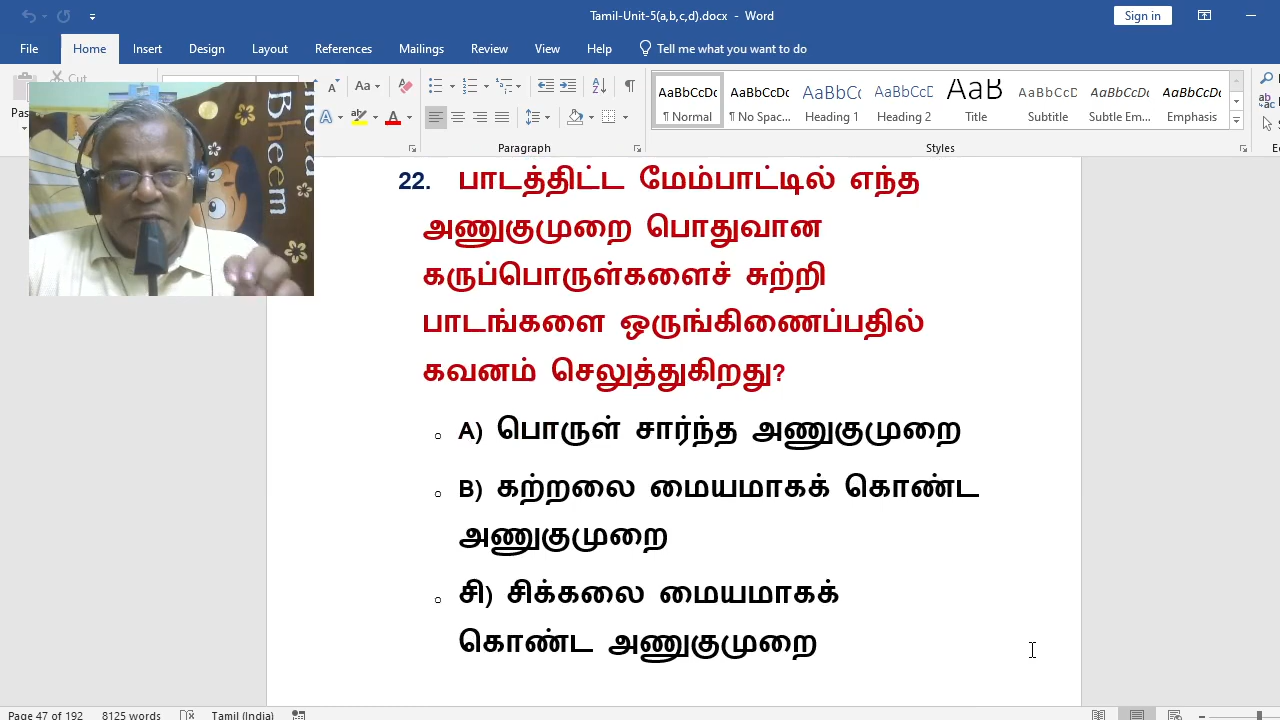 Tamil-Unit-5(a,b,c,d).docx - Word
Sign in
File Home Insert Design Layout References Mailings Review View Help Tell me what you want to do
Cut
Aa
AaBbCcDc AaBbCcDc AaBbCc AaBbCcD AaB AaBbCcD AaBbCcDc AaBbCcDc
¶ Normal ¶ No Spac... Heading 1 Heading 2 Title Subtitle Subtle Em... Emphasis
Paragraph Styles
Bheem
22. பாடத்திட்ட மேம்பாட்டில் எந்த
அணுகுமுறை பொதுவான
கருப்பொருள்களைச் சுற்றி
பாடங்களை ஒருங்கிணைப்பதில்
கவனம் செலுத்துகிறது?
A) பொருள் சார்ந்த அணுகுமுறை
B) கற்றலை மையமாகக் கொண்ட
அணுகுமுறை
சி) சிக்கலை மையமாகக்
கொண்ட அணுகுமுறை
Page 47 of 192 8125 words Tamil (India)